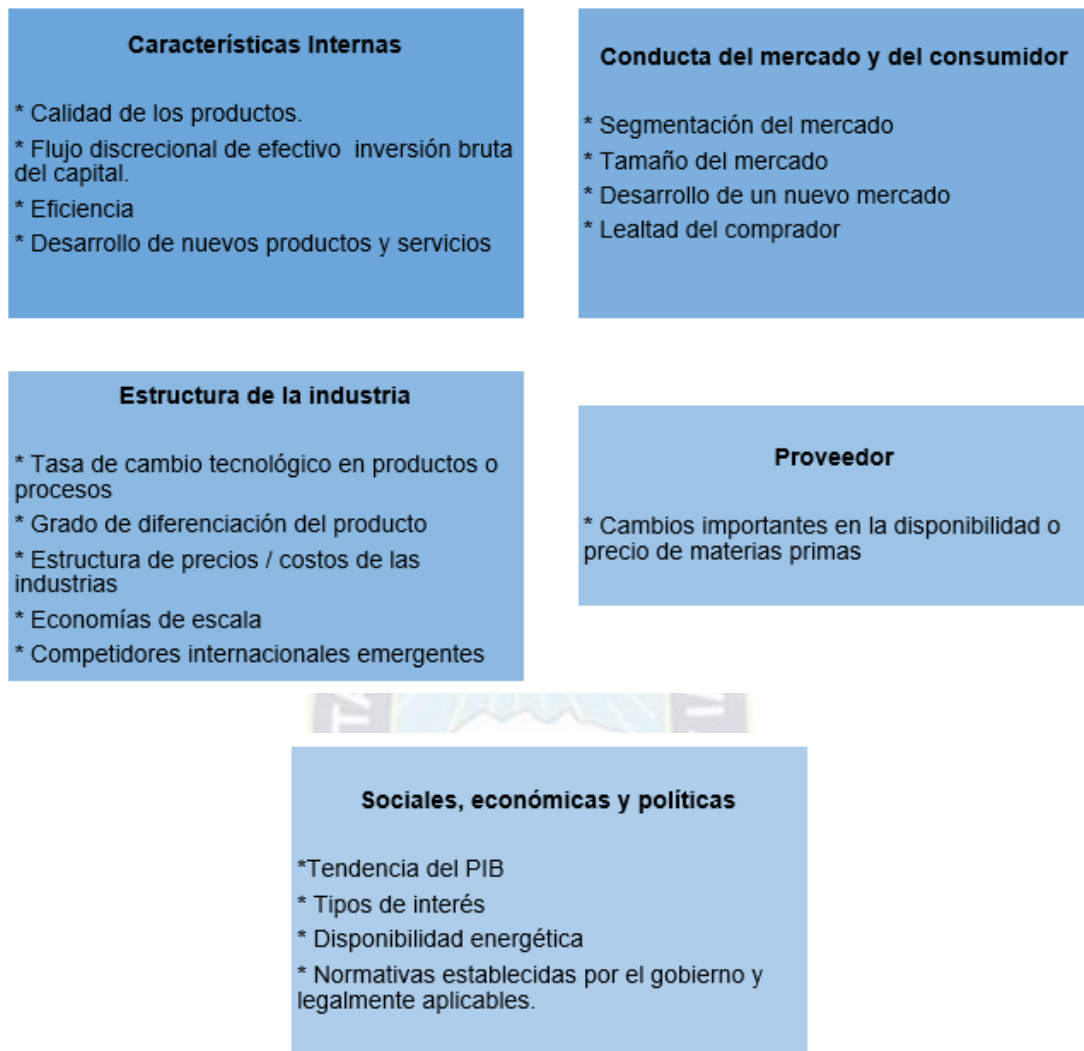 Características Internas
* Calidad de los productos.
* Flujo discrecional de efectivo inversión bruta
del capital.
* Eficiencia
* Desarrollo de nuevos productos y servicios
Conducta del mercado y del consumidor
* Segmentación del mercado
* Tamaño del mercado
* Desarrollo de un nuevo mercado
* Lealtad del comprador
Estructura de la industria
* Tasa de cambio tecnológico en productos o
procesos
* Grado de diferenciación del producto
* Estructura de precios / costos de las
industrias
* Economías de escala
* Competidores internacionales emergentes
Proveedor
* Cambios importantes en la disponibilidad o
precio de materias primas
Sociales, económicas y políticas
*Tendencia del PIB
* Tipos de interés
* Disponibilidad energética
* Normativas establecidas por el gobierno y
legalmente aplicables.